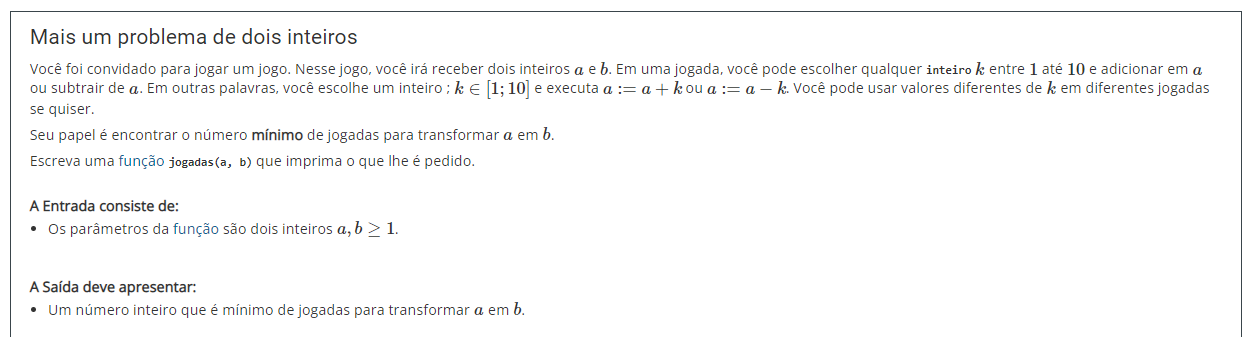 Mais um problema de dois inteiros
Você foi convidado para jogar um jogo. Nesse jogo, você irá receber dois inteiros a e b. Em uma jogada, você pode escolher qualquer inteiro k entre 1 até 10 e adicionar em a
ou subtrair de a. Em outras palavras, você escolhe um inteiro ; k ∈ [1; 10] e executa a := a + k ou a := a − k. Você pode usar valores diferentes de k em diferentes jogadas
se quiser.
Seu papel é encontrar o número mínimo de jogadas para transformar a em b.
Escreva uma função jogadas(a, b) que imprima o que lhe é pedido.
A Entrada consiste de:
• Os parâmetros da função são dois inteiros a, b ≥ 1.
A Saída deve apresentar:
• Um número inteiro que é mínimo de jogadas para transformar a em b.